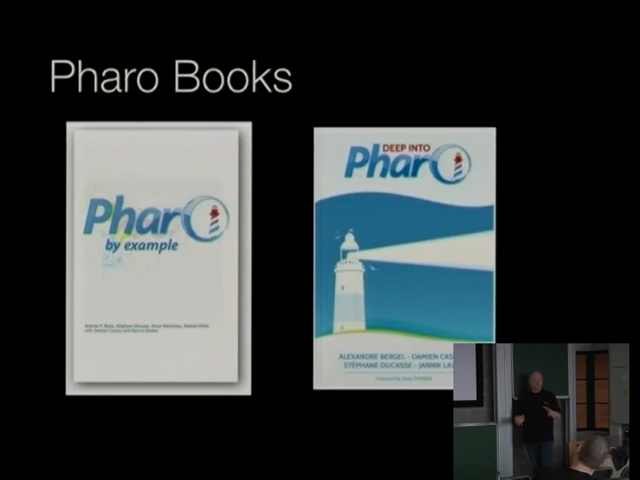 Pharo Books
Pharo
by example
DEEP INTO
Pharo
ALEXANDRE BERGEL - DAMIEN CAS
STÉPHANE DUCASSE - JANNIK LA